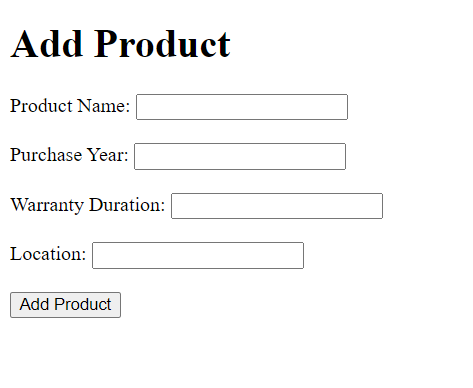 Add Product
Product Name:
Purchase Year:
Warranty Duration:
Location:
Add Product